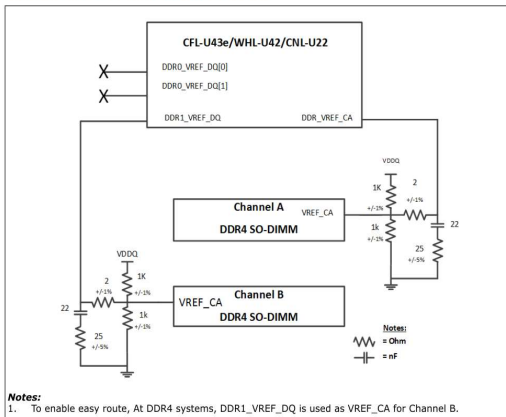 CFL-U43e/WHL-U42/CNL-U22
DDR0_VREF_DQ[0]
DDR0_VREF_DQ[1]
DDR1_VREF_DQ
DDR_VREF_CA
VDDQ
1K
+/-1%
2
+/-1%
1k
+/-1%
22
25
+/-5%
Channel A
VREF_CA
DDR4 SO-DIMM
VDDQ
2
+/-1%
1K
+/-1%
1k
+/-1%
22
25
+/-5%
Channel B
VREF_CA
DDR4 SO-DIMM
Notes:
= Ohm
= nF
Notes:
1. To enable easy route, At DDR4 systems, DDR1_VREF_DQ is used as VREF_CA for Channel B.